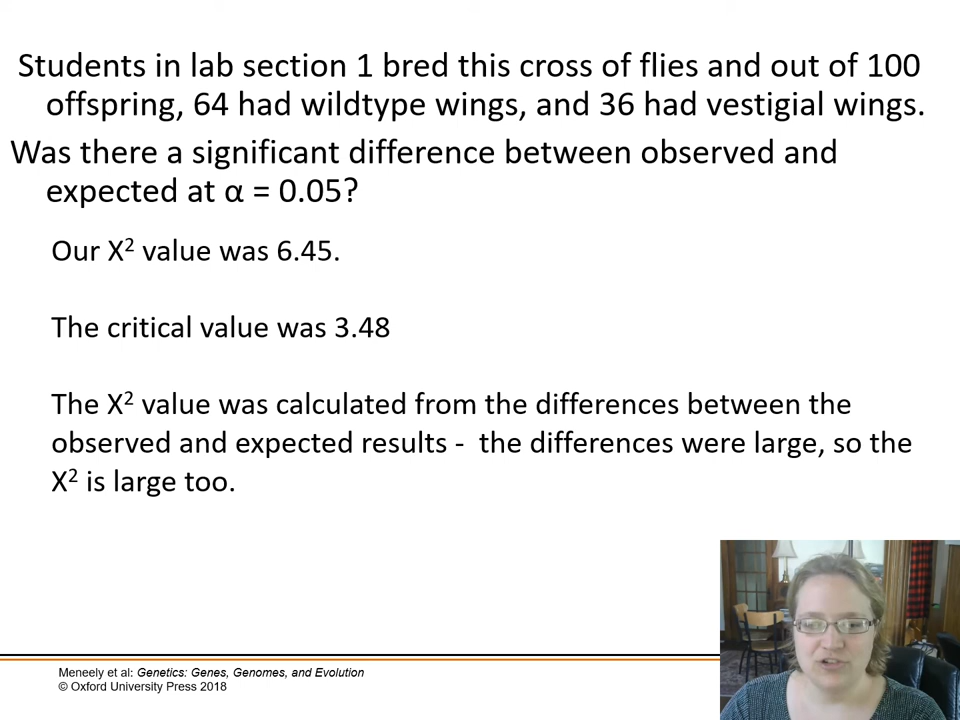 Students in lab section 1 bred this cross of flies and out of 100
offspring, 64 had wildtype wings, and 36 had vestigial wings.
Was there a significant difference between observed and
expected at α = 0.05?
Our X² value was 6.45.
The critical value was 3.48
The X² value was calculated from the differences between the
observed and expected results - the differences were large, so the
X² is large too.
Meneely et al: Genetics: Genes, Genomes, and Evolution
© Oxford University Press 2018